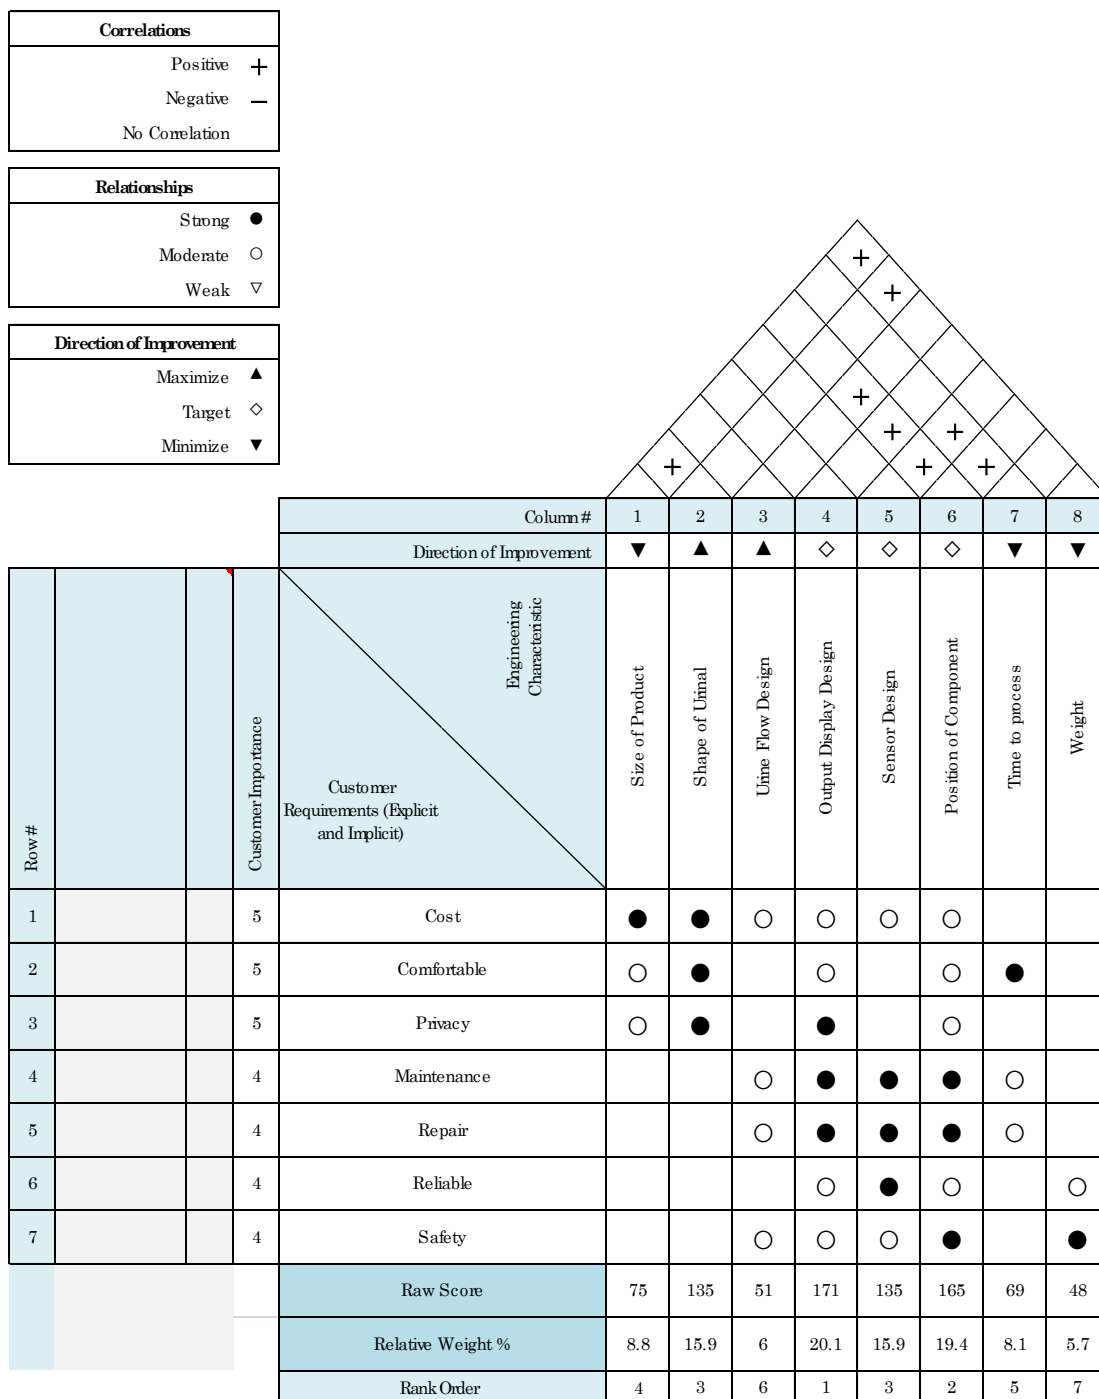 Correlations
Positive +
Negative −
No Correlation
Relationships
Strong ●
Moderate ○
Weak ▽
Direction of Improvement
Maximize ▲
Target ◇
Minimize ▼
+
+
+
+ +
+ + +
Column # 1 2 3 4 5 6 7 8
Direction of Improvement ▼ ▲ ▲ ◇ ◇ ◇ ▼ ▼
Row #
Customer Importance
Engineering
Characteristic
Customer
Requirements (Explicit
and Implicit)
Size of Product
Shape of Urinal
Urine Flow Design
Output Display Design
Sensor Design
Position of Component
Time to process
Weight
1 5 Cost ● ● ○ ○ ○ ○
2 5 Comfortable ○ ● ○ ○ ●
3 5 Privacy ○ ● ● ○
4 4 Maintenance ○ ● ● ● ○
5 4 Repair ○ ● ● ● ○
6 4 Reliable ○ ● ○ ○
7 4 Safety ○ ○ ○ ● ●
Raw Score 75 135 51 171 135 165 69 48
Relative Weight % 8.8 15.9 6 20.1 15.9 19.4 8.1 5.7
Rank Order 4 3 6 1 3 2 5 7